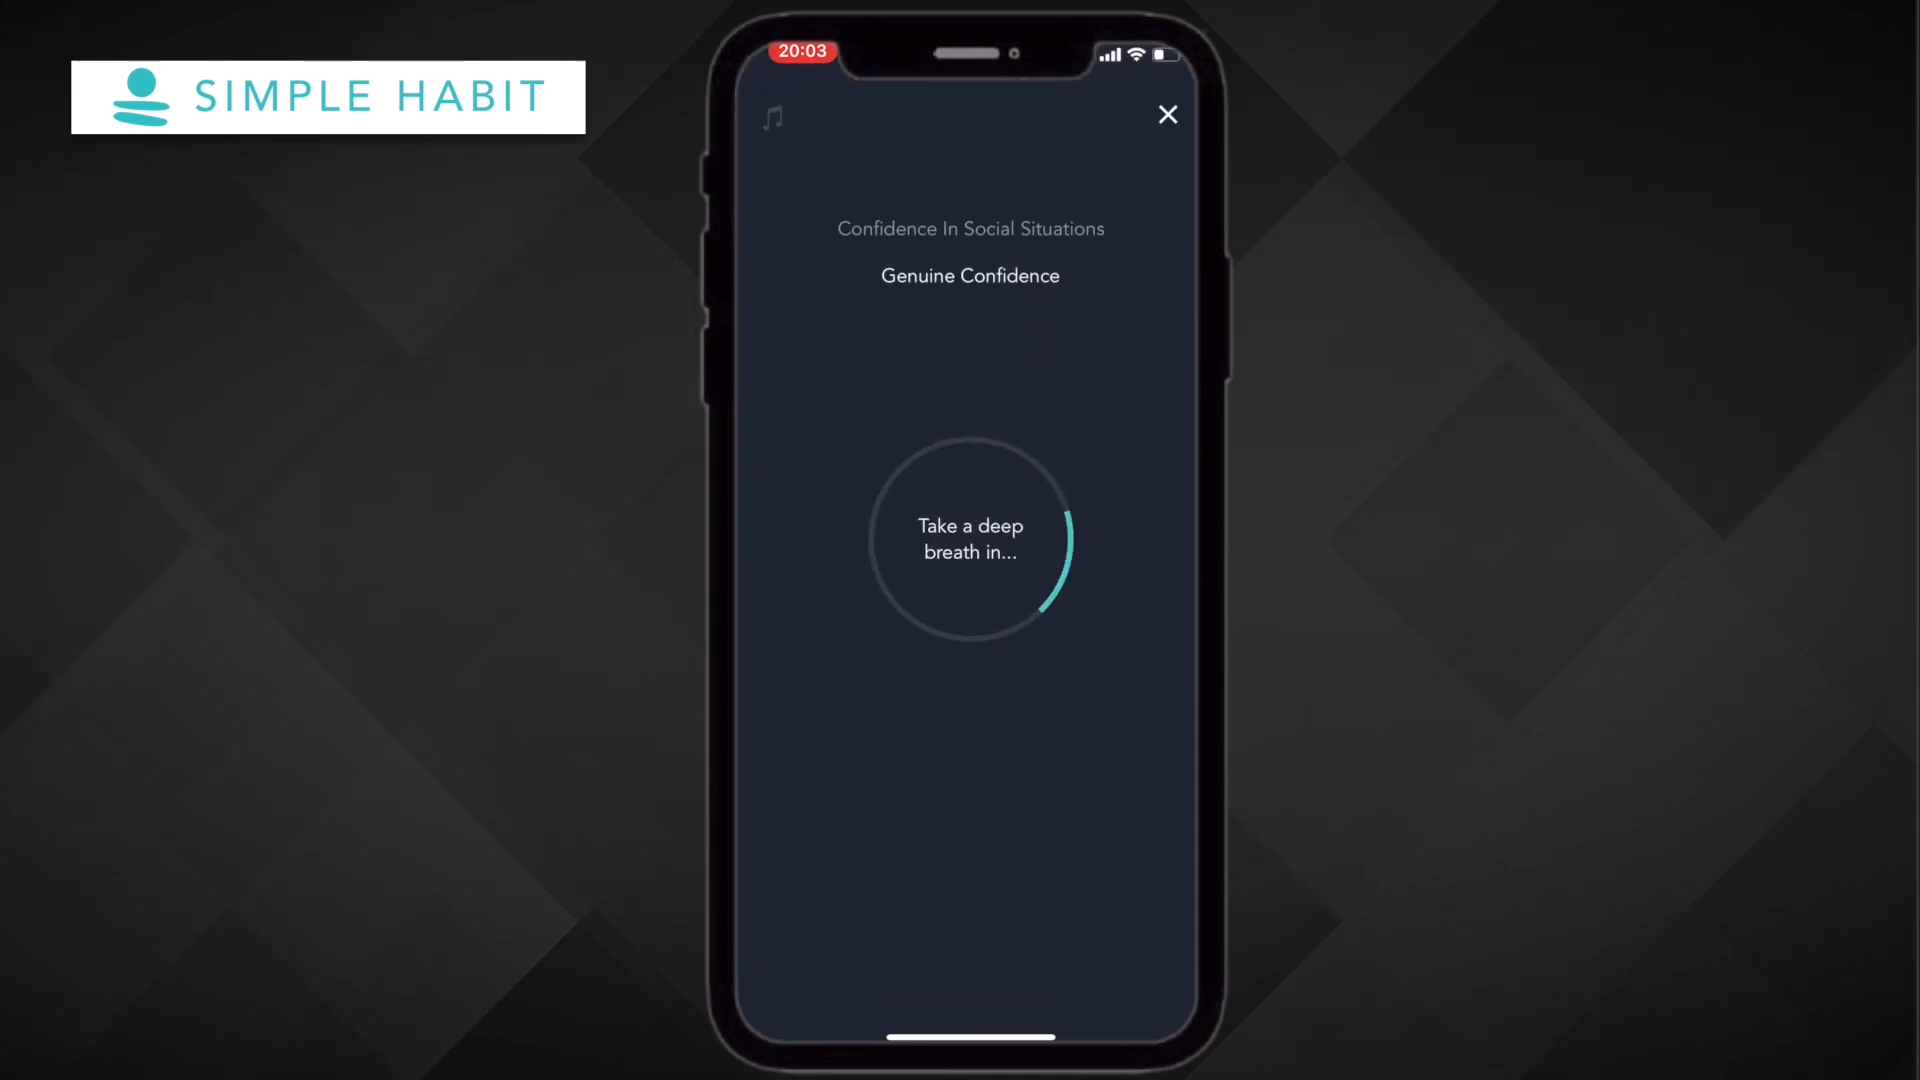 SIMPLE HABIT
20:03
Confidence In Social Situations
Genuine Confidence
Take a deep
breath in...